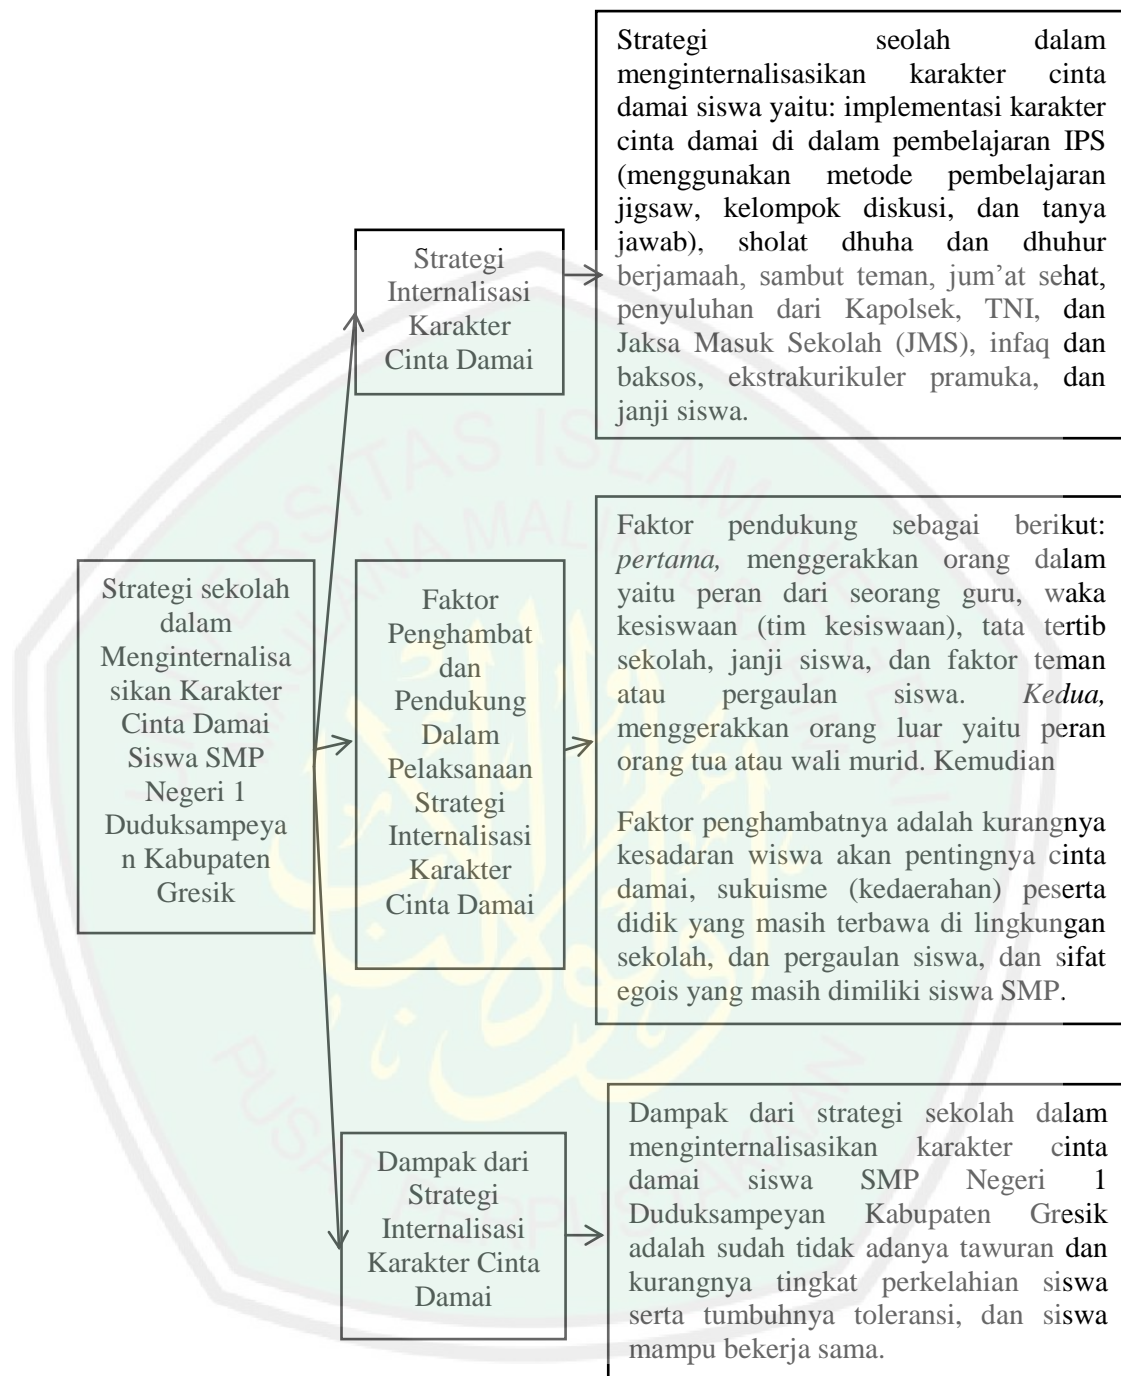 Strategi seolah dalam
menginternalisasikan karakter cinta
damai siswa yaitu: implementasi karakter
cinta damai di dalam pembelajaran IPS
(menggunakan metode pembelajaran
jigsaw, kelompok diskusi, dan tanya
jawab), sholat dhuha dan dhuhur
berjamaah, sambut teman, jum’at sehat,
penyuluhan dari Kapolsek, TNI, dan
Jaksa Masuk Sekolah (JMS), infaq dan
baksos, ekstrakurikuler pramuka, dan
janji siswa.
Strategi
Internalisasi
Karakter
Cinta Damai
Strategi sekolah
dalam
Menginternalisa
sikan Karakter
Cinta Damai
Siswa SMP
Negeri 1
Duduksampeya
n Kabupaten
Gresik
Faktor
Penghambat
dan
Pendukung
Dalam
Pelaksanaan
Strategi
Internalisasi
Karakter
Cinta Damai
Faktor pendukung sebagai berikut:
pertama, menggerakkan orang dalam
yaitu peran dari seorang guru, waka
kesiswaan (tim kesiswaan), tata tertib
sekolah, janji siswa, dan faktor teman
atau pergaulan siswa. Kedua,
menggerakkan orang luar yaitu peran
orang tua atau wali murid. Kemudian
Faktor penghambatnya adalah kurangnya
kesadaran wiswa akan pentingnya cinta
damai, sukuisme (kedaerahan) peserta
didik yang masih terbawa di lingkungan
sekolah, dan pergaulan siswa, dan sifat
egois yang masih dimiliki siswa SMP.
Dampak dari
Strategi
Internalisasi
Karakter Cinta
Damai
Dampak dari strategi sekolah dalam
menginternalisasikan karakter cinta
damai siswa SMP Negeri 1
Duduksampeyan Kabupaten Gresik
adalah sudah tidak adanya tawuran dan
kurangnya tingkat perkelahian siswa
serta tumbuhnya toleransi, dan siswa
mampu bekerja sama.